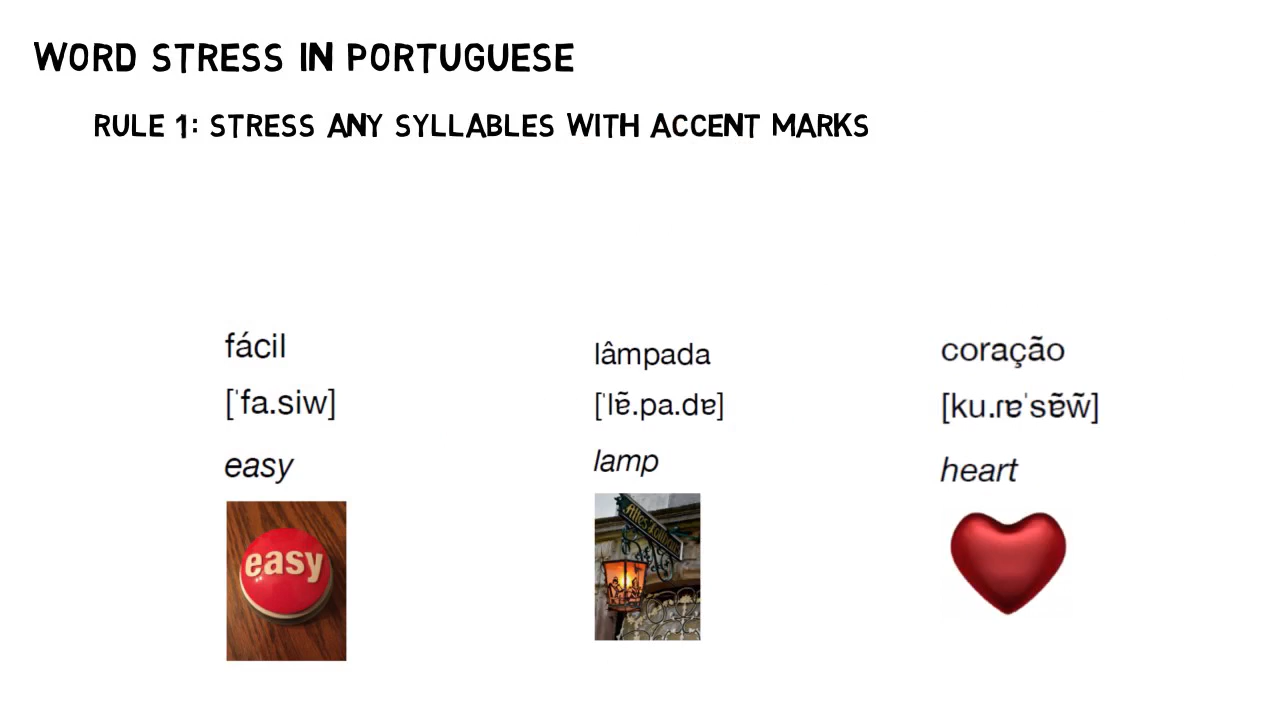 WORD STRESS IN PORTUGUESE
RULE 1: STRESS ANY SYLLABLES WITH ACCENT MARKS
fácil
[ˈfa.siw]
easy
easy
lâmpada
[ˈlɐ̃.pa.dɐ]
lamp
coração
[ku.ɾɐˈsɐ̃w̃]
heart